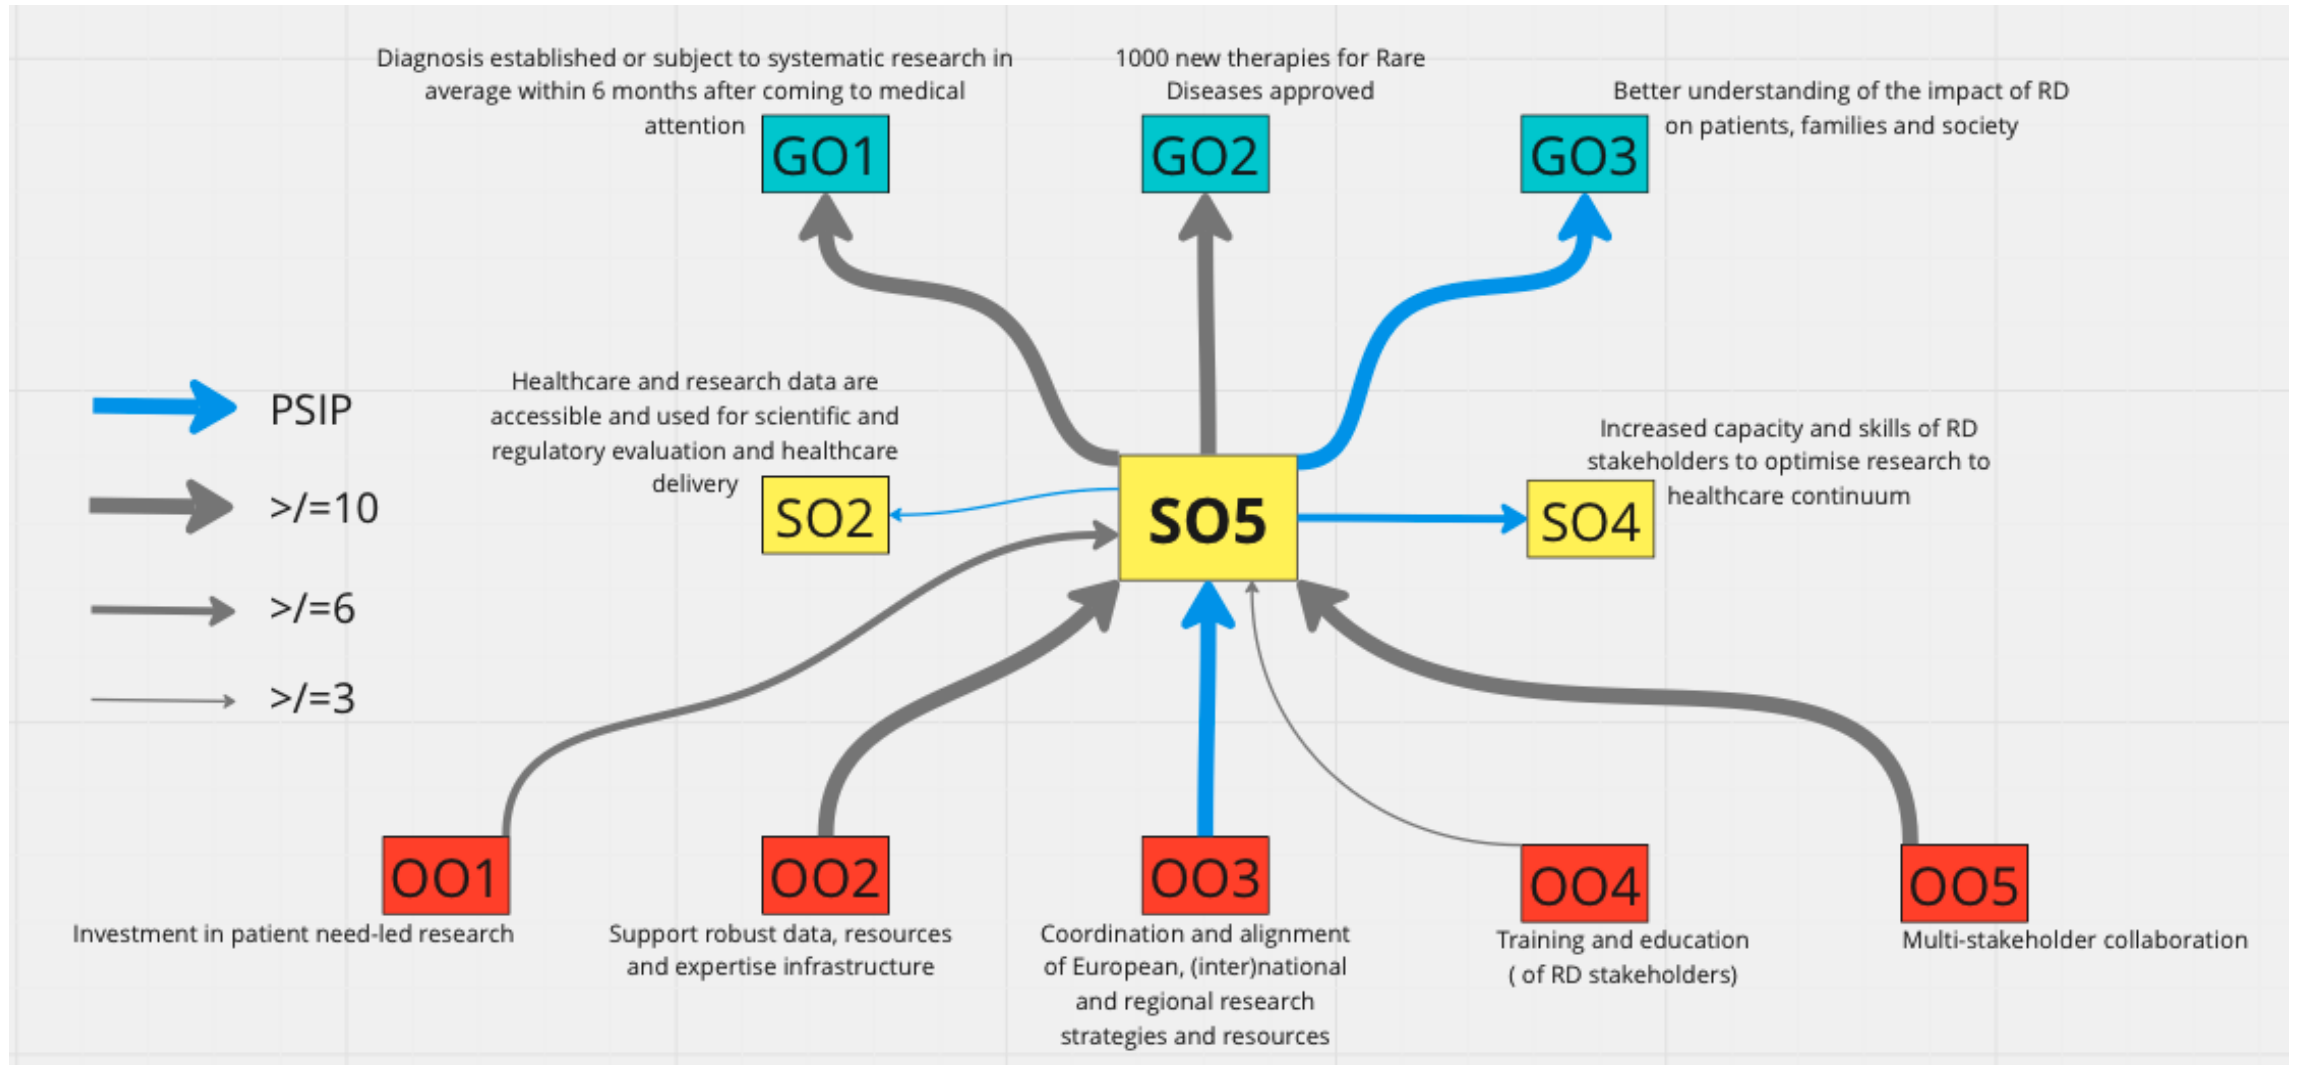 Diagnosis established or subject to systematic research in
average within 6 months after coming to medical
attention
GO1
1000 new therapies for Rare
Diseases approved
GO2
Better understanding of the impact of RD
on patients, families and society
GO3
PSIP
>/=10
>/=6
>/=3
Healthcare and research data are
accessible and used for scientific and
regulatory evaluation and healthcare
delivery
SO2
SO5
Increased capacity and skills of RD
stakeholders to optimise research to
healthcare continuum
SO4
OO1
Investment in patient need-led research
OO2
Support robust data, resources
and expertise infrastructure
OO3
Coordination and alignment
of European, (inter)national
and regional research
strategies and resources
OO4
Training and education
( of RD stakeholders)
OO5
Multi-stakeholder collaboration